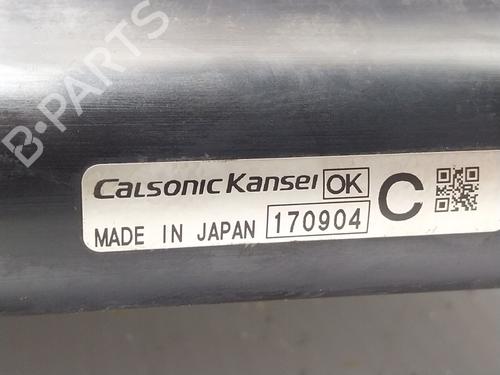 B·PARTS
CalsonicKansei OK C
MADE IN JAPAN 170904